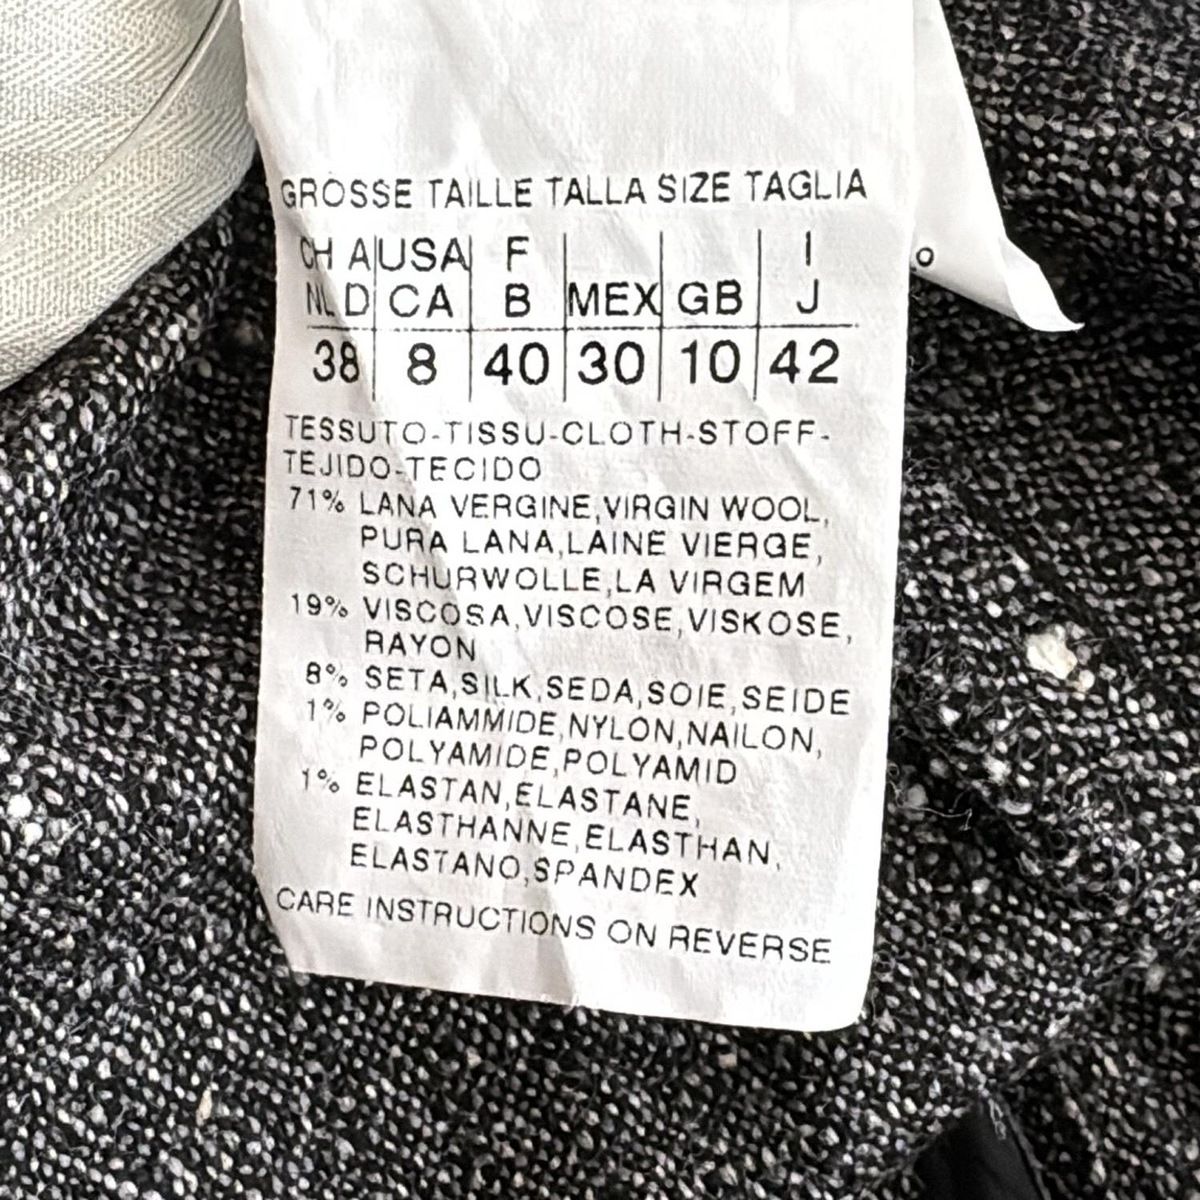 GRÖSSE TAILLE TALLA SIZE TAGLIA
CH A USA F I
NL D CA B MEX GB J
38 8 40 30 10 42
TESSUTO-TISSU-CLOTH-STOFF-
TEJIDO-TECIDO
71% LANA VERGINE,VIRGIN WOOL,
PURA LANA,LAINE VIERGE,
SCHURWOLLE,LA VIRGEM
19% VISCOSA,VISCOSE,VISKOSE,
RAYON
8% SETA,SILK,SEDA,SOIE,SEIDE
1% POLIAMMIDE,NYLON,NAILON,
POLYAMIDE,POLYAMID
1% ELASTAN,ELASTANE,
ELASTHANNE,ELASTHAN,
ELASTANO,SPANDEX
CARE INSTRUCTIONS ON REVERSE